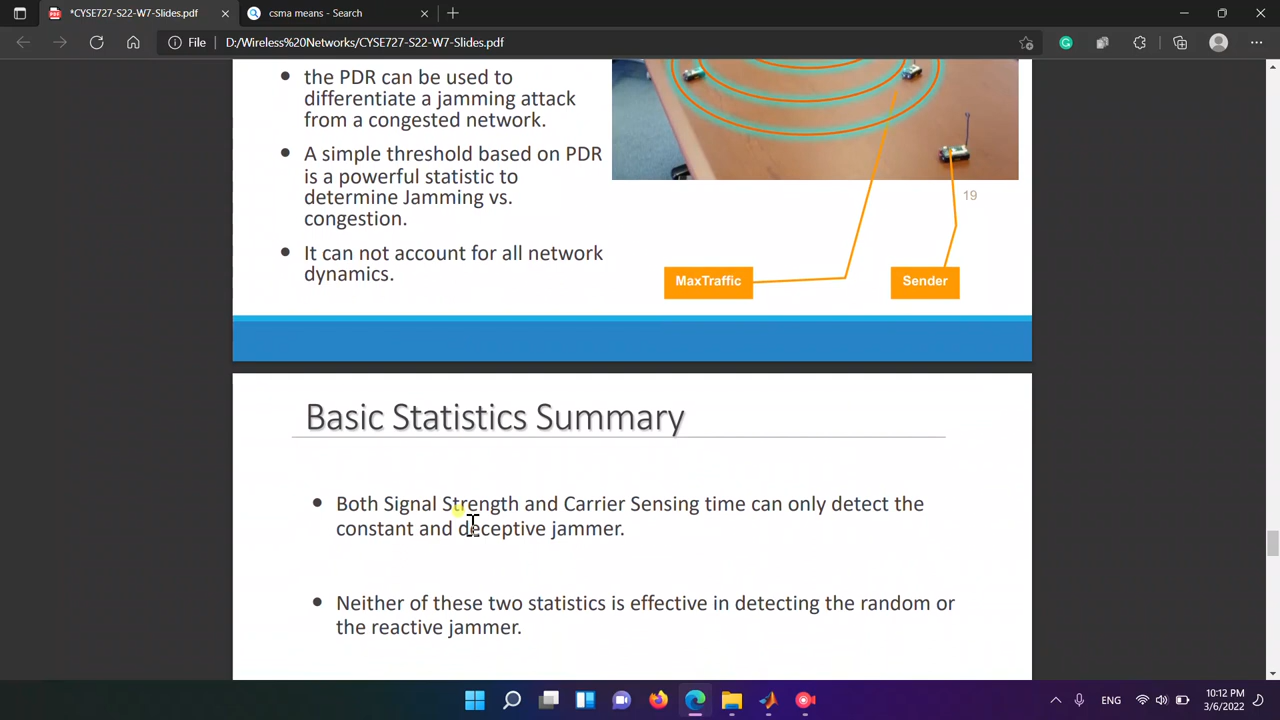 *CYSE727-S22-W7-Slides.pdf
csma means - Search
File
D:/Wireless%20Networks/CYSE727-S22-W7-Slides.pdf
the PDR can be used to
differentiate a jamming attack
from a congested network.
A simple threshold based on PDR
is a powerful statistic to
determine Jamming vs.
congestion.
It can not account for all network
dynamics.
19
MaxTraffic
Sender
Basic Statistics Summary
Both Signal Strength and Carrier Sensing time can only detect the
constant and deceptive jammer.
Neither of these two statistics is effective in detecting the random or
the reactive jammer.
ENG
10:12 PM
3/6/2022